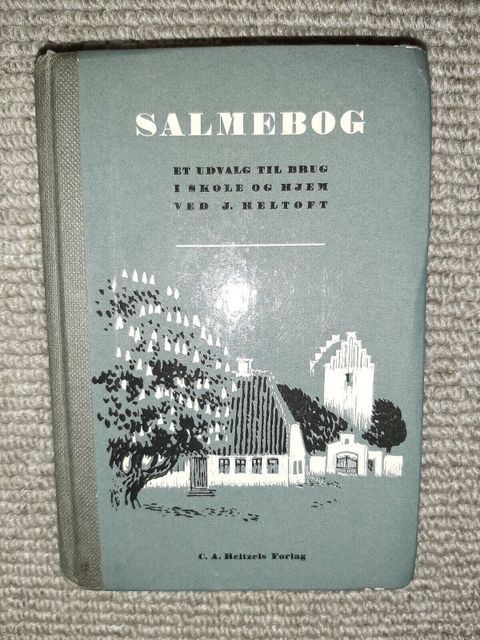 SALMEBOG
ET UDVALG TIL BRUG
I SKOLE OG HJEM
VED J. HELTOFT
C. A. Reitzels Forlag